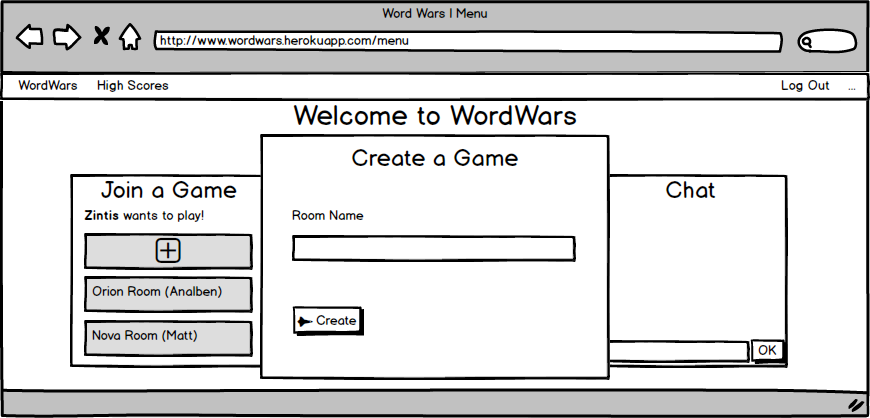 Word Wars | Menu
http://www.wordwars.herokuapp.com/menu
WordWars High Scores Log Out ...
Welcome to WordWars
Join a Game
Zintis wants to play!
Orion Room (Analben)
Nova Room (Matt)
Create a Game
Room Name
Create
Chat
OK